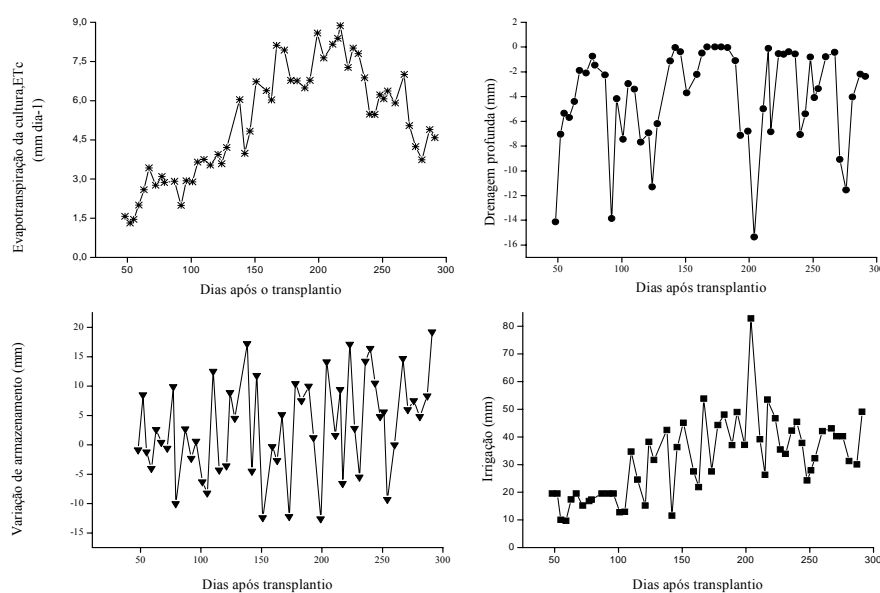 Evapotranspiração da cultura,ETc
(mm dia-1)
9,0
7,5
6,0
4,5
3,0
1,5
0,0
50 100 150 200 250 300
Dias após o transplantio
Drenagem profunda (mm)
2
0
-2
-4
-6
-8
-10
-12
-14
-16
50 100 150 200 250 300
Dias após transplantio
Variação de armazenamento (mm)
20
15
10
5
0
-5
-10
-15
50 100 150 200 250 300
Dias após transplantio
Irrigação (mm)
80
70
60
50
40
30
20
10
0
50 100 150 200 250 300
Dias após transplantio